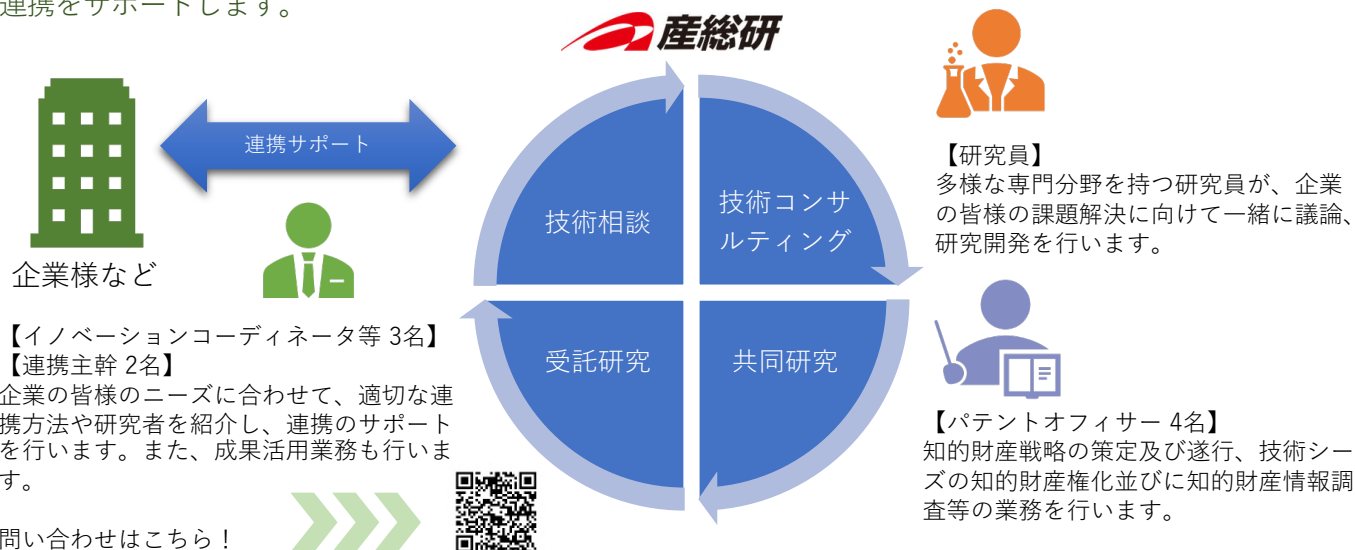 連携をサポートします。
産総研
連携サポート
企業様など
【イノベーションコーディネータ等 3名】
【連携主幹 2名】
企業の皆様のニーズに合わせて、適切な連
携方法や研究者を紹介し、連携のサポート
を行います。また、成果活用業務も行いま
す。
問い合わせはこちら！
技術相談
技術コンサ
ルティング
受託研究
共同研究
【研究員】
多様な専門分野を持つ研究員が、企業
の皆様の課題解決に向けて一緒に議論、
研究開発を行います。
【パテントオフィサー 4名】
知的財産戦略の策定及び遂行、技術シー
ズの知的財産権化並びに知的財産情報調
査等の業務を行います。